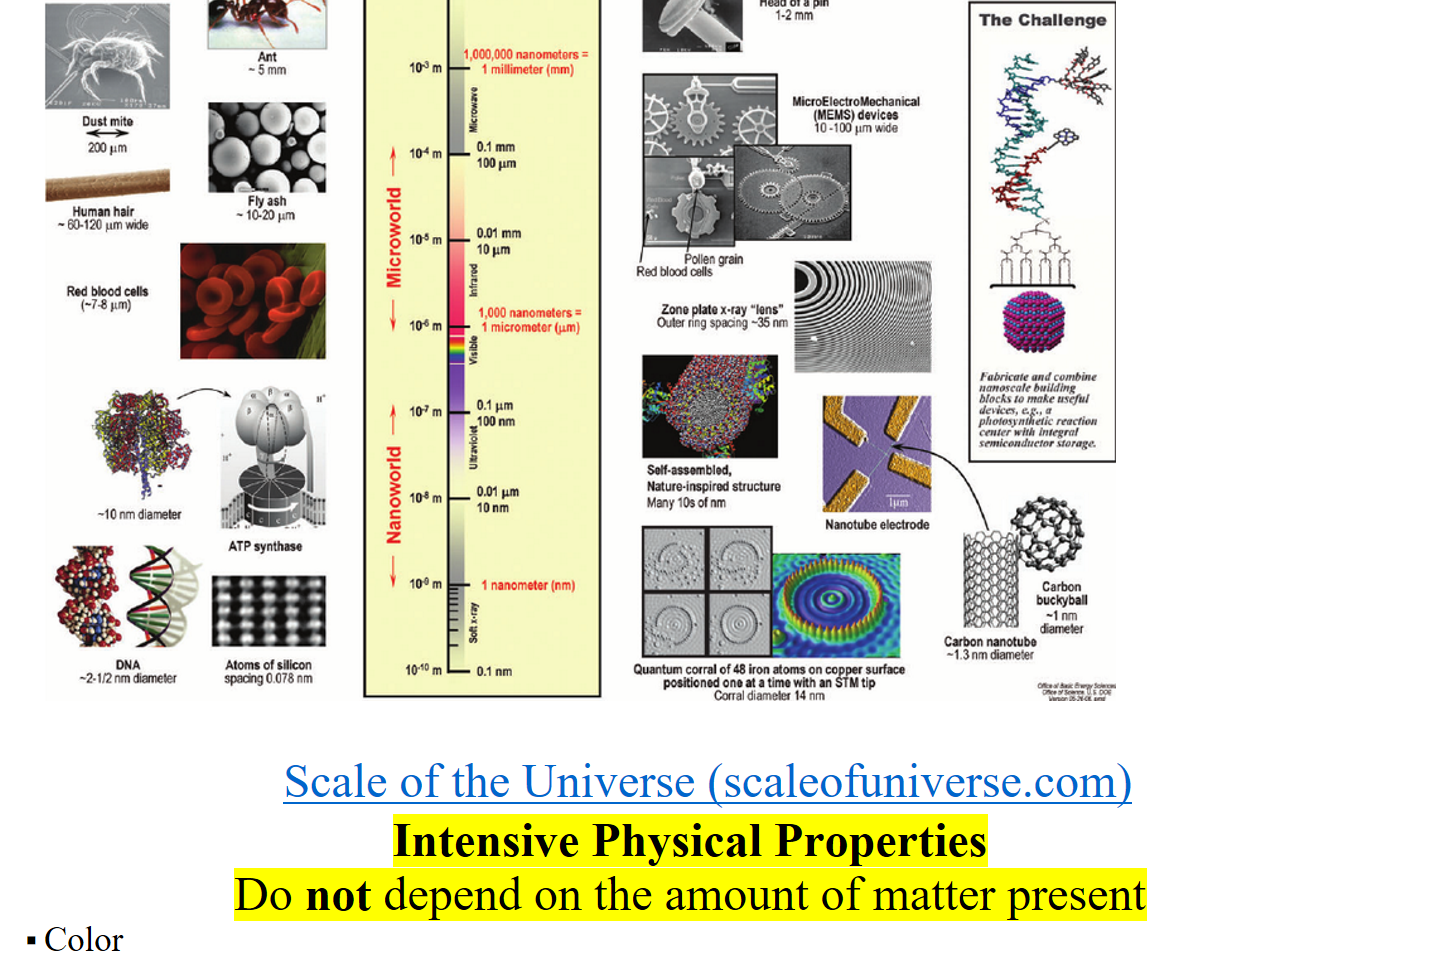 Head of a pin
1-2 mm
The Challenge
Ant
~ 5 mm
10-3 m
1,000,000 nanometers =
1 millimeter (mm)
Microwave
MicroElectroMechanical
(MEMS) devices
10 -100 μm wide
Dust mite
200 μm
0.1 mm
100 μm
10-4 m
Fly ash
~ 10-20 μm
Human hair
~ 60-120 μm wide
Microworld
0.01 mm
10 μm
10-5 m
Pollen grain
Red blood cells
Infrared
Red blood cells
(~7-8 μm)
Zone plate x-ray “lens”
Outer ring spacing ~35 nm
1,000 nanometers =
1 micrometer (μm)
10-6 m
Visible
Fabricate and combine
nanoscale building
blocks to make useful
devices, e.g., a
photosynthetic reaction
center with integral
semiconductor storage.
0.1 μm
100 nm
10-7 m
Ultraviolet
Nanoworld
Self-assembled,
Nature-inspired structure
Many 10s of nm
0.01 μm
10 nm
10-8 m
1μm
~10 nm diameter
ATP synthase
Nanotube electrode
10-9 m
1 nanometer (nm)
Carbon
buckyball
~1 nm
diameter
Soft x-ray
Carbon nanotube
~1.3 nm diameter
DNA
~2-1/2 nm diameter
Atoms of silicon
spacing 0.078 nm
10-10 m
0.1 nm
Quantum corral of 48 iron atoms on copper surface
positioned one at a time with an STM tip
Corral diameter 14 nm
Office of Basic Energy Sciences
Office of Science, U.S. DOE
Scale of the Universe (scaleofuniverse.com)
Intensive Physical Properties
Do not depend on the amount of matter present
▪ Color